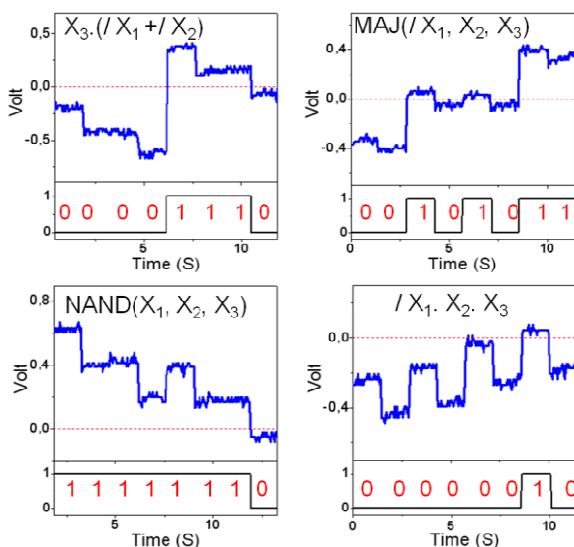 X3.(/ X1 +/ X2)
0,5
0,0
-0,5
Volt
1
0
0 0 0 0 1 1 1 0
5
10
Time (S)
MAJ(/ X1, X2, X3)
0,4
0,0
-0,4
Volt
1
0
0 0 1 0 1 0 1 1
0
5
10
Time (S)
NAND(X1, X2, X3)
0,8
0,4
0,0
Volt
1
0
1 1 1 1 1 1 1 0
5
10
Time (S)
/ X1. X2. X3
0,0
-0,4
Volt
1
0
0 0 0 0 0 0 1 0
0
5
10
Time (S)